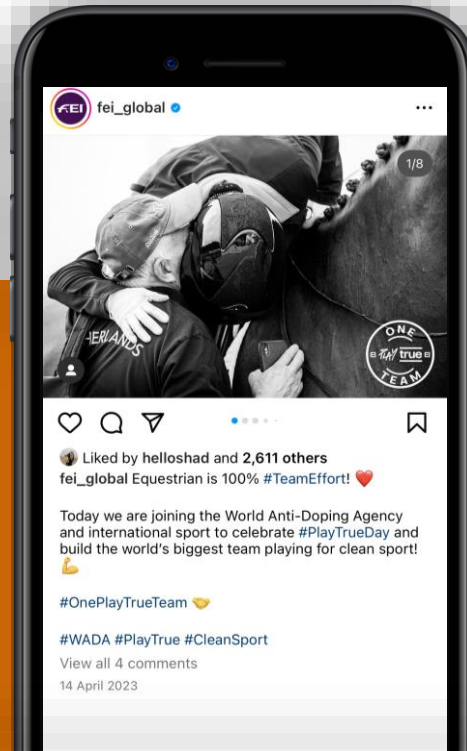 FEI
fei_global
1/8
HERLANDS
ONE
PLAY true
TEAM
Liked by helloshad and 2,611 others
fei_global Equestrian is 100% #TeamEffort! ❤️
Today we are joining the World Anti-Doping Agency
and international sport to celebrate #PlayTrueDay and
build the world's biggest team playing for clean sport!
💪
#OnePlayTrueTeam 🤝
#WADA #PlayTrue #CleanSport
View all 4 comments
14 April 2023